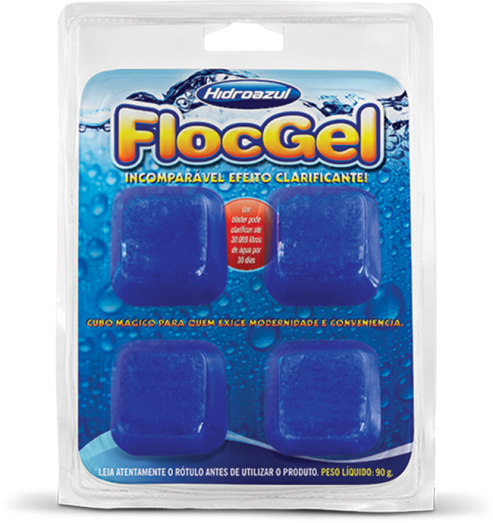 Hidroazul
FlocGel
INCOMPARÁVEL EFEITO CLARIFICANTE!
Um
blister pode
clarificar até
30.000 litros
de água por
30 dias
CUBO MÁGICO PARA QUEM EXIGE MODERNIDADE E CONVENIÊNCIA.
LEIA ATENTAMENTE O RÓTULO ANTES DE UTILIZAR O PRODUTO. PESO LÍQUIDO: 90 g.